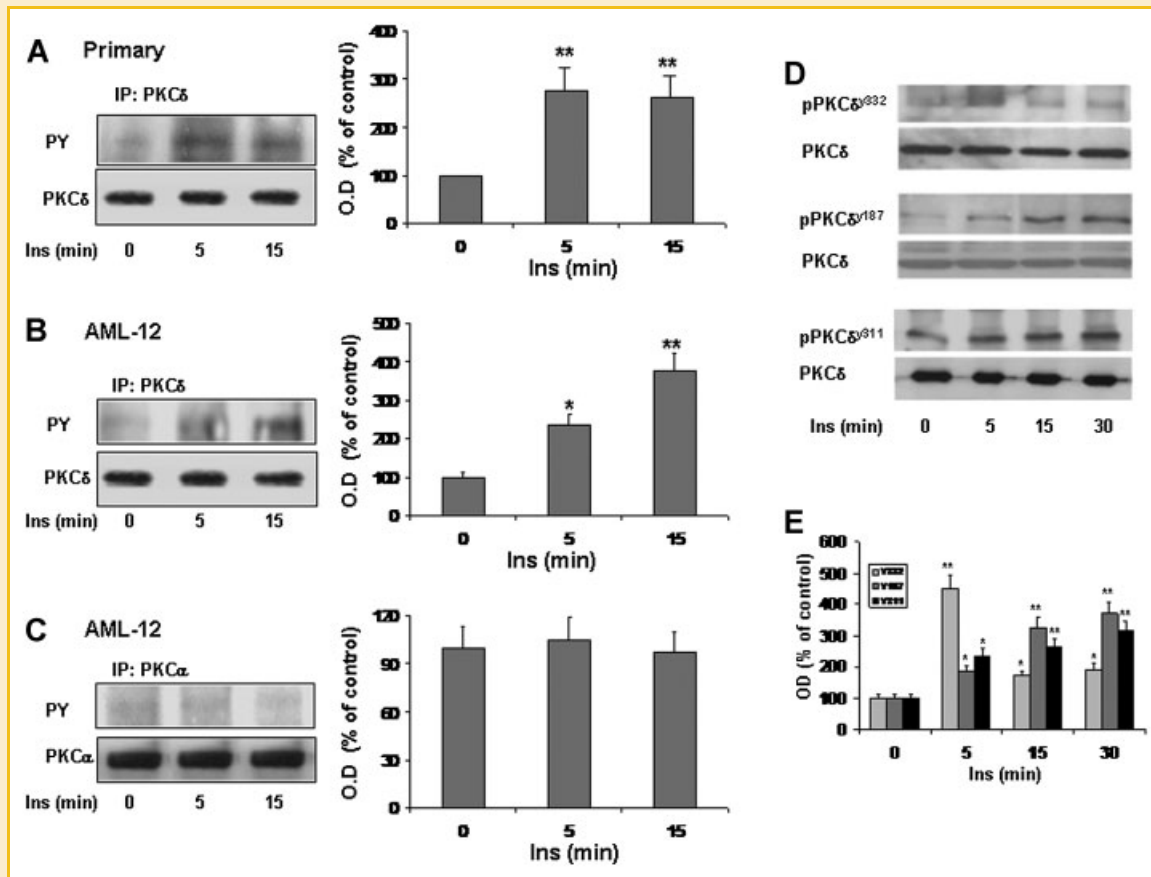 A Primary
IP: PKCδ
PY
PKCδ
Ins (min) 0 5 15
O.D (% of control)
400
300
200
100
0
** **
0 5 15
Ins (min)
B AML-12
IP: PKCδ
PY
PKCδ
Ins (min) 0 5 15
O.D (% of control)
500
400
300
200
100
0
* **
0 5 15
Ins (min)
C AML-12
IP: PKCα
PY
PKCα
Ins (min) 0 5 15
O.D (% of control)
120
90
60
30
0
0 5 15
Ins (min)
D
pPKCδy332
PKCδ
pPKCδy187
PKCδ
pPKCδy311
PKCδ
Ins (min) 0 5 15 30
E
OD (% of control)
600
500
400
300
200
100
0
** * * * ** ** * ** **
Y332
Y187
Y311
0 5 15 30
Ins (min)